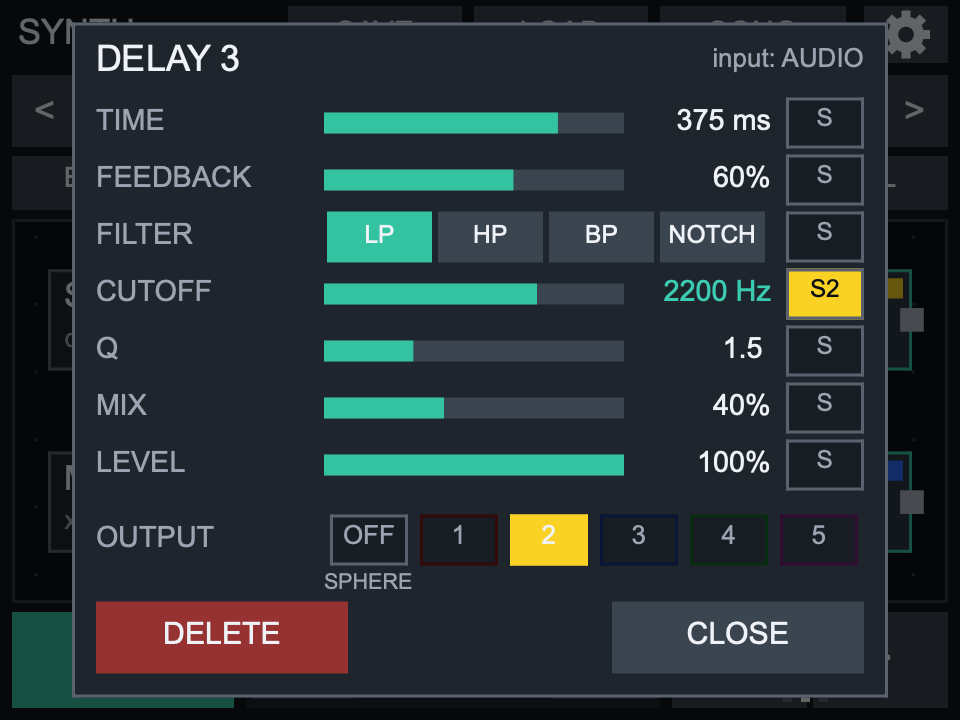 DELAY 3 input: AUDIO
TIME 375 ms S
FEEDBACK 60% S
FILTER LP HP BP NOTCH S
CUTOFF 2200 Hz S2
Q 1.5 S
MIX 40% S
LEVEL 100% S
OUTPUT OFF 1 2 3 4 5
SPHERE
DELETE CLOSE